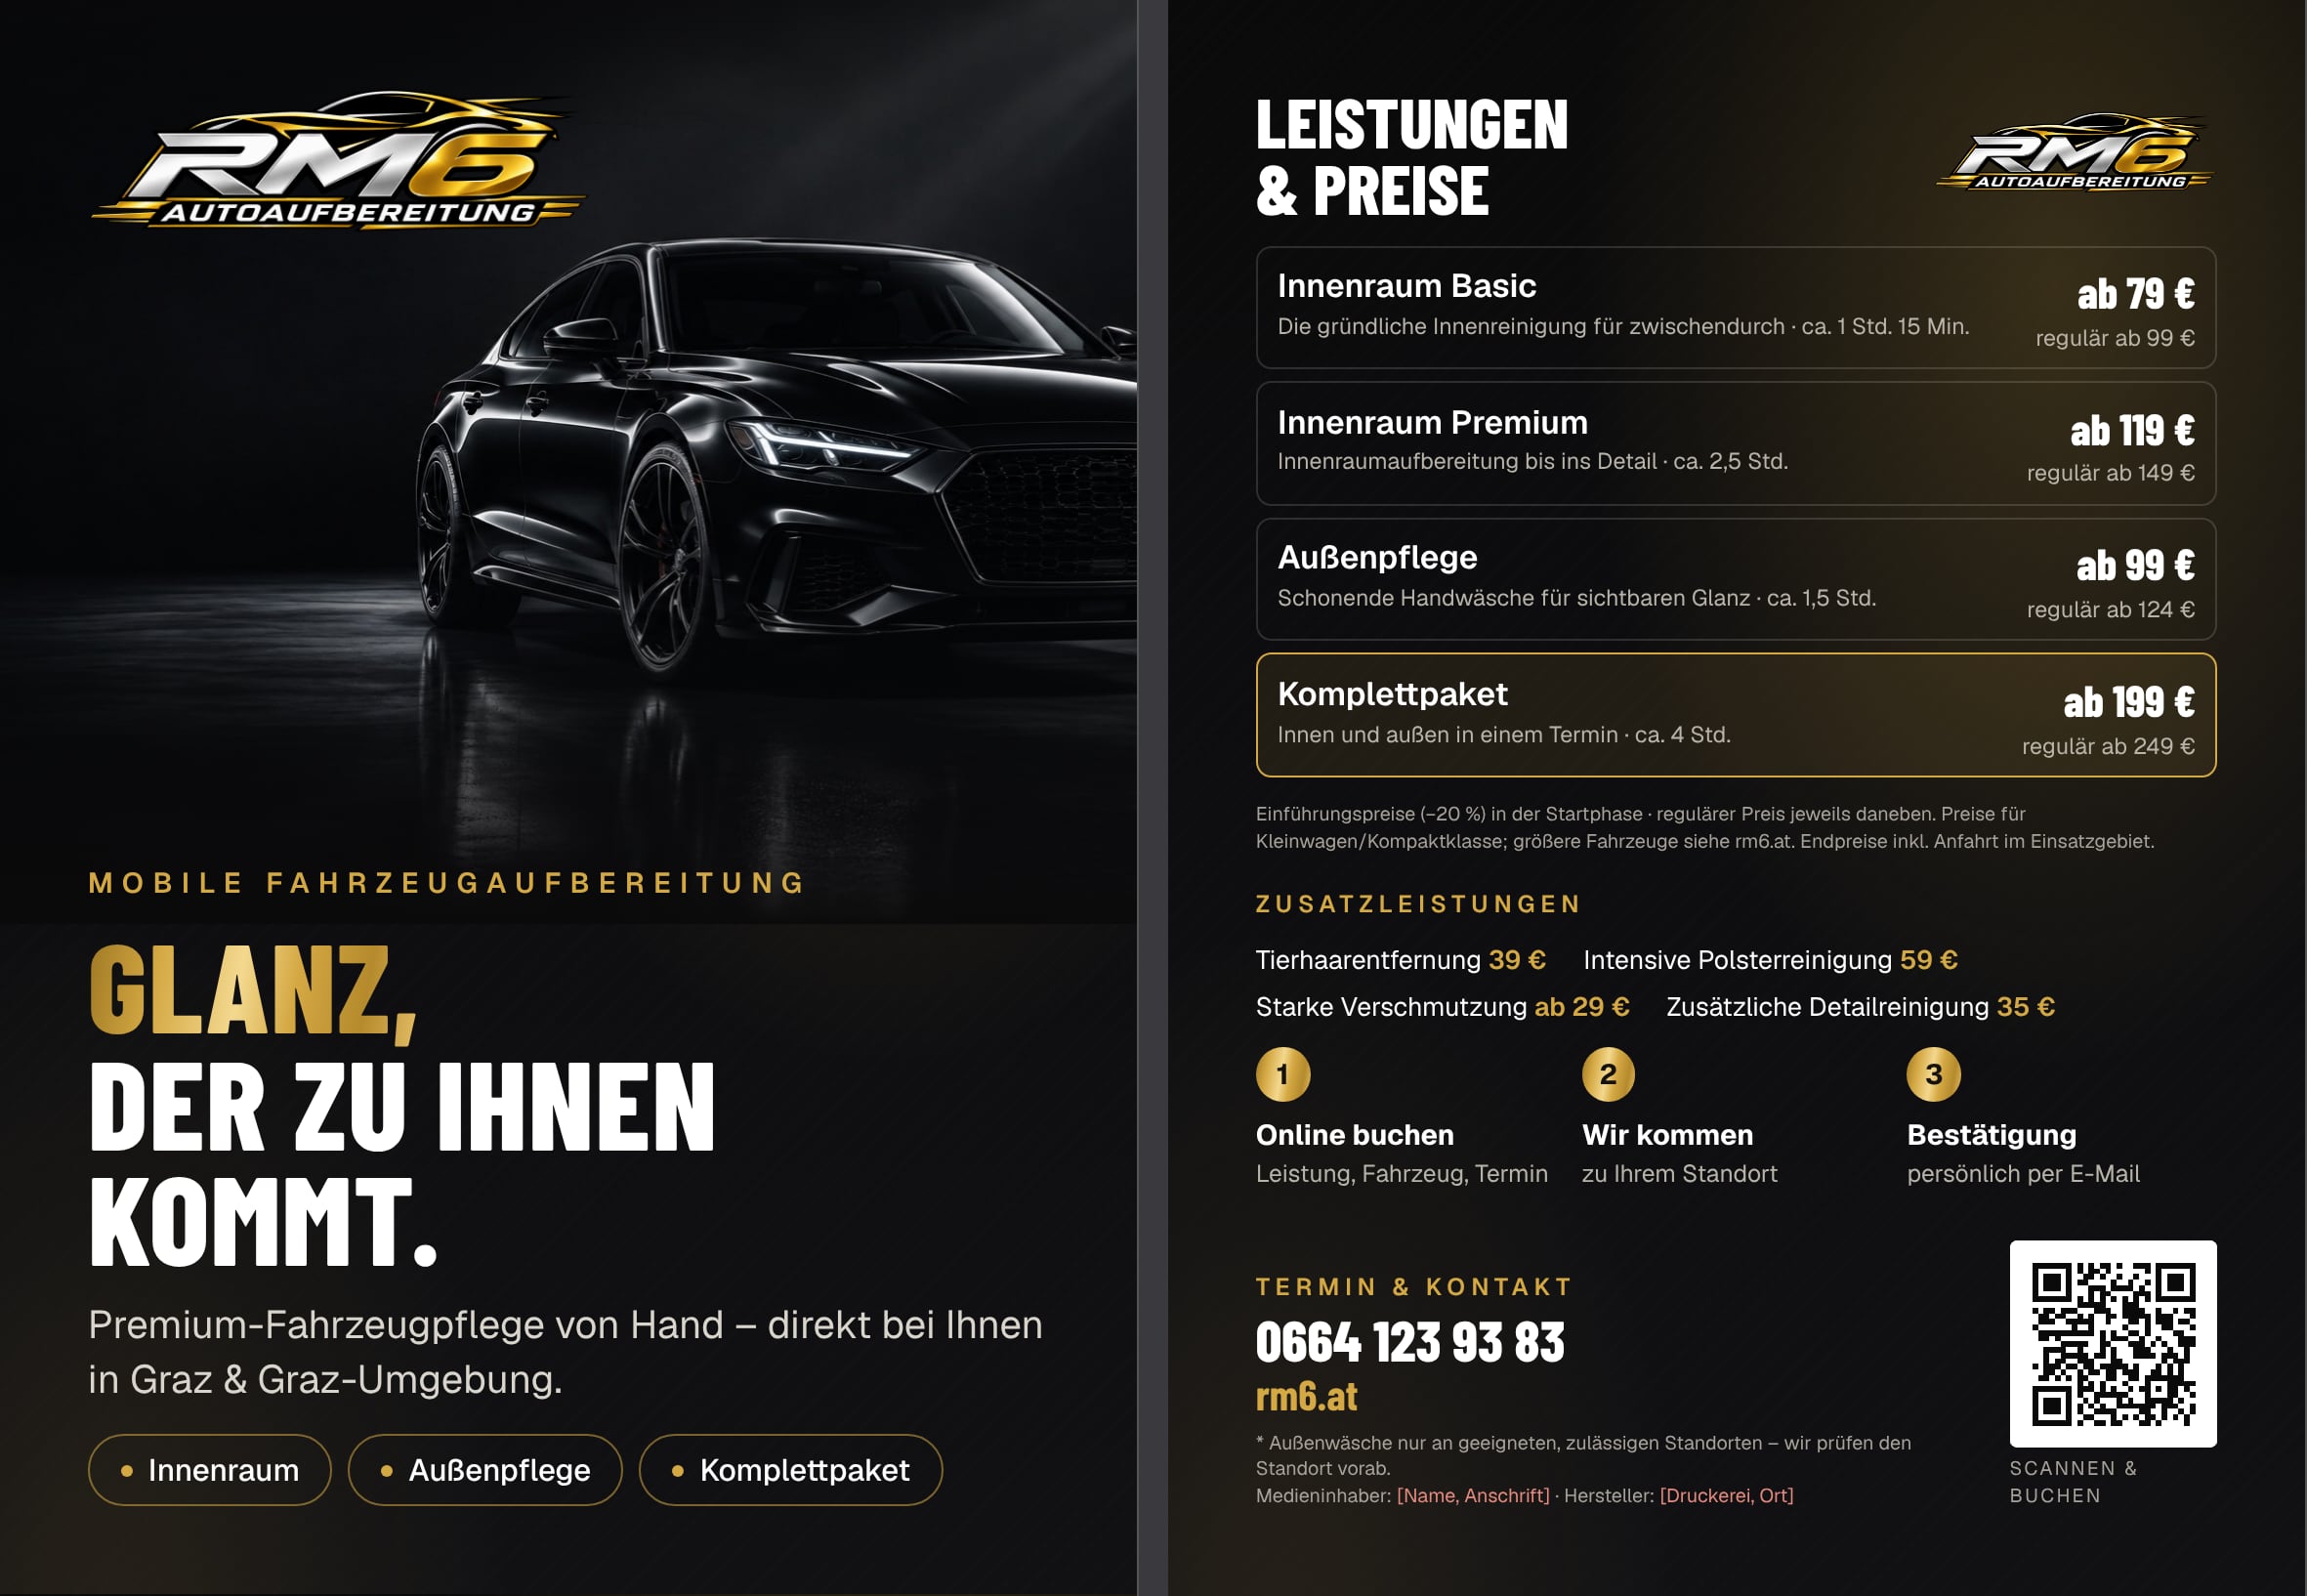 RM6
AUTOAUFBEREITUNG
MOBILE FAHRZEUGAUFBEREITUNG
GLANZ,
DER ZU IHNEN
KOMMT.
Premium-Fahrzeugpflege von Hand – direkt bei Ihnen
in Graz & Graz-Umgebung.
Innenraum
Außenpflege
Komplettpaket
LEISTUNGEN
& PREISE
RM6
AUTOAUFBEREITUNG
Innenraum Basic
Die gründliche Innenreinigung für zwischendurch · ca. 1 Std. 15 Min.
ab 79 €
regulär ab 99 €
Innenraum Premium
Innenraumaufbereitung bis ins Detail · ca. 2,5 Std.
ab 119 €
regulär ab 149 €
Außenpflege
Schonende Handwäsche für sichtbaren Glanz · ca. 1,5 Std.
ab 99 €
regulär ab 124 €
Komplettpaket
Innen und außen in einem Termin · ca. 4 Std.
ab 199 €
regulär ab 249 €
Einführungspreise (−20 %) in der Startphase · regulärer Preis jeweils daneben. Preise für
Kleinwagen/Kompaktklasse; größere Fahrzeuge siehe rm6.at. Endpreise inkl. Anfahrt im Einsatzgebiet.
ZUSATZLEISTUNGEN
Tierhaarentfernung 39 € Intensive Polsterreinigung 59 €
Starke Verschmutzung ab 29 € Zusätzliche Detailreinigung 35 €
1
Online buchen
Leistung, Fahrzeug, Termin
2
Wir kommen
zu Ihrem Standort
3
Bestätigung
persönlich per E-Mail
TERMIN & KONTAKT
0664 123 93 83
rm6.at
* Außenwäsche nur an geeigneten, zulässigen Standorten – wir prüfen den
Standort vorab.
Medieninhaber: [Name, Anschrift] · Hersteller: [Druckerei, Ort]
SCANNEN &
BUCHEN